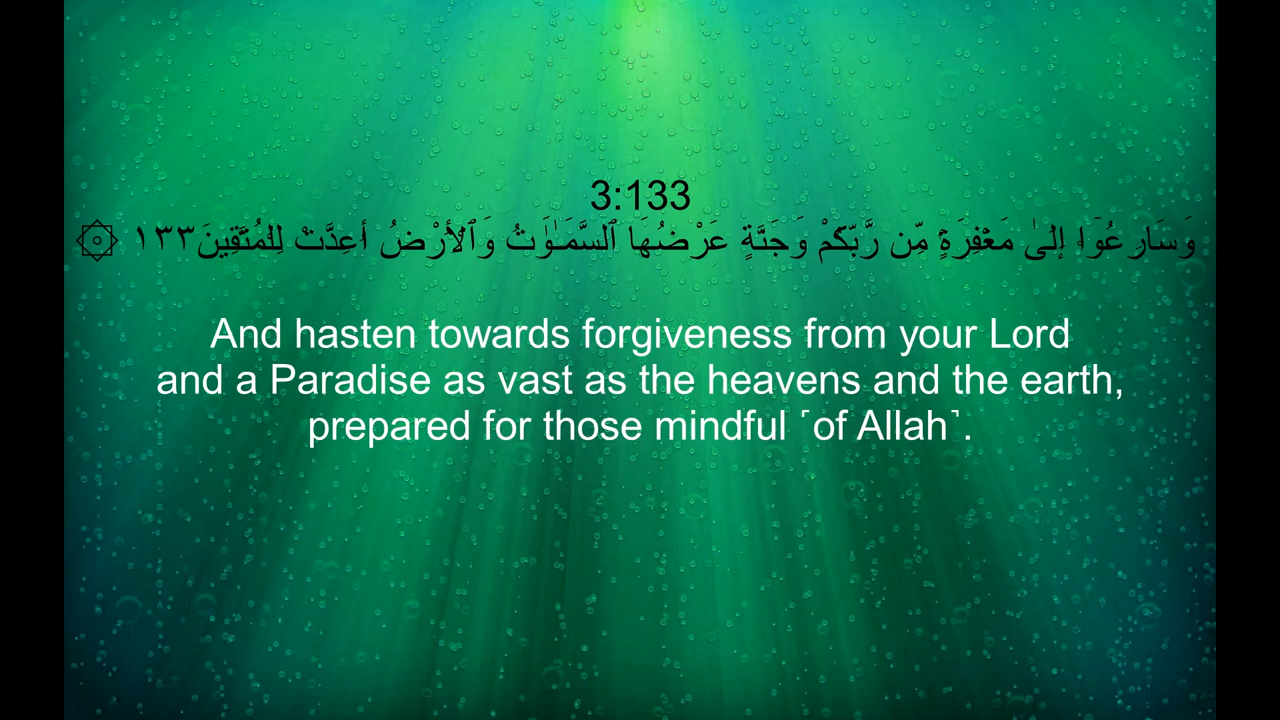 3:133
۞ وَسَارِعُوٓا۟ إِلَىٰ مَغْفِرَةٍۢ مِّن رَّبِّكُمْ وَجَنَّةٍ عَرْضُهَا ٱلسَّمَـٰوَٰتُ وَٱلْأَرْضُ أُعِدَّتْ لِلْمُتَّقِينَ١٣٣
And hasten towards forgiveness from your Lord
and a Paradise as vast as the heavens and the earth,
prepared for those mindful ˹of Allah˺.